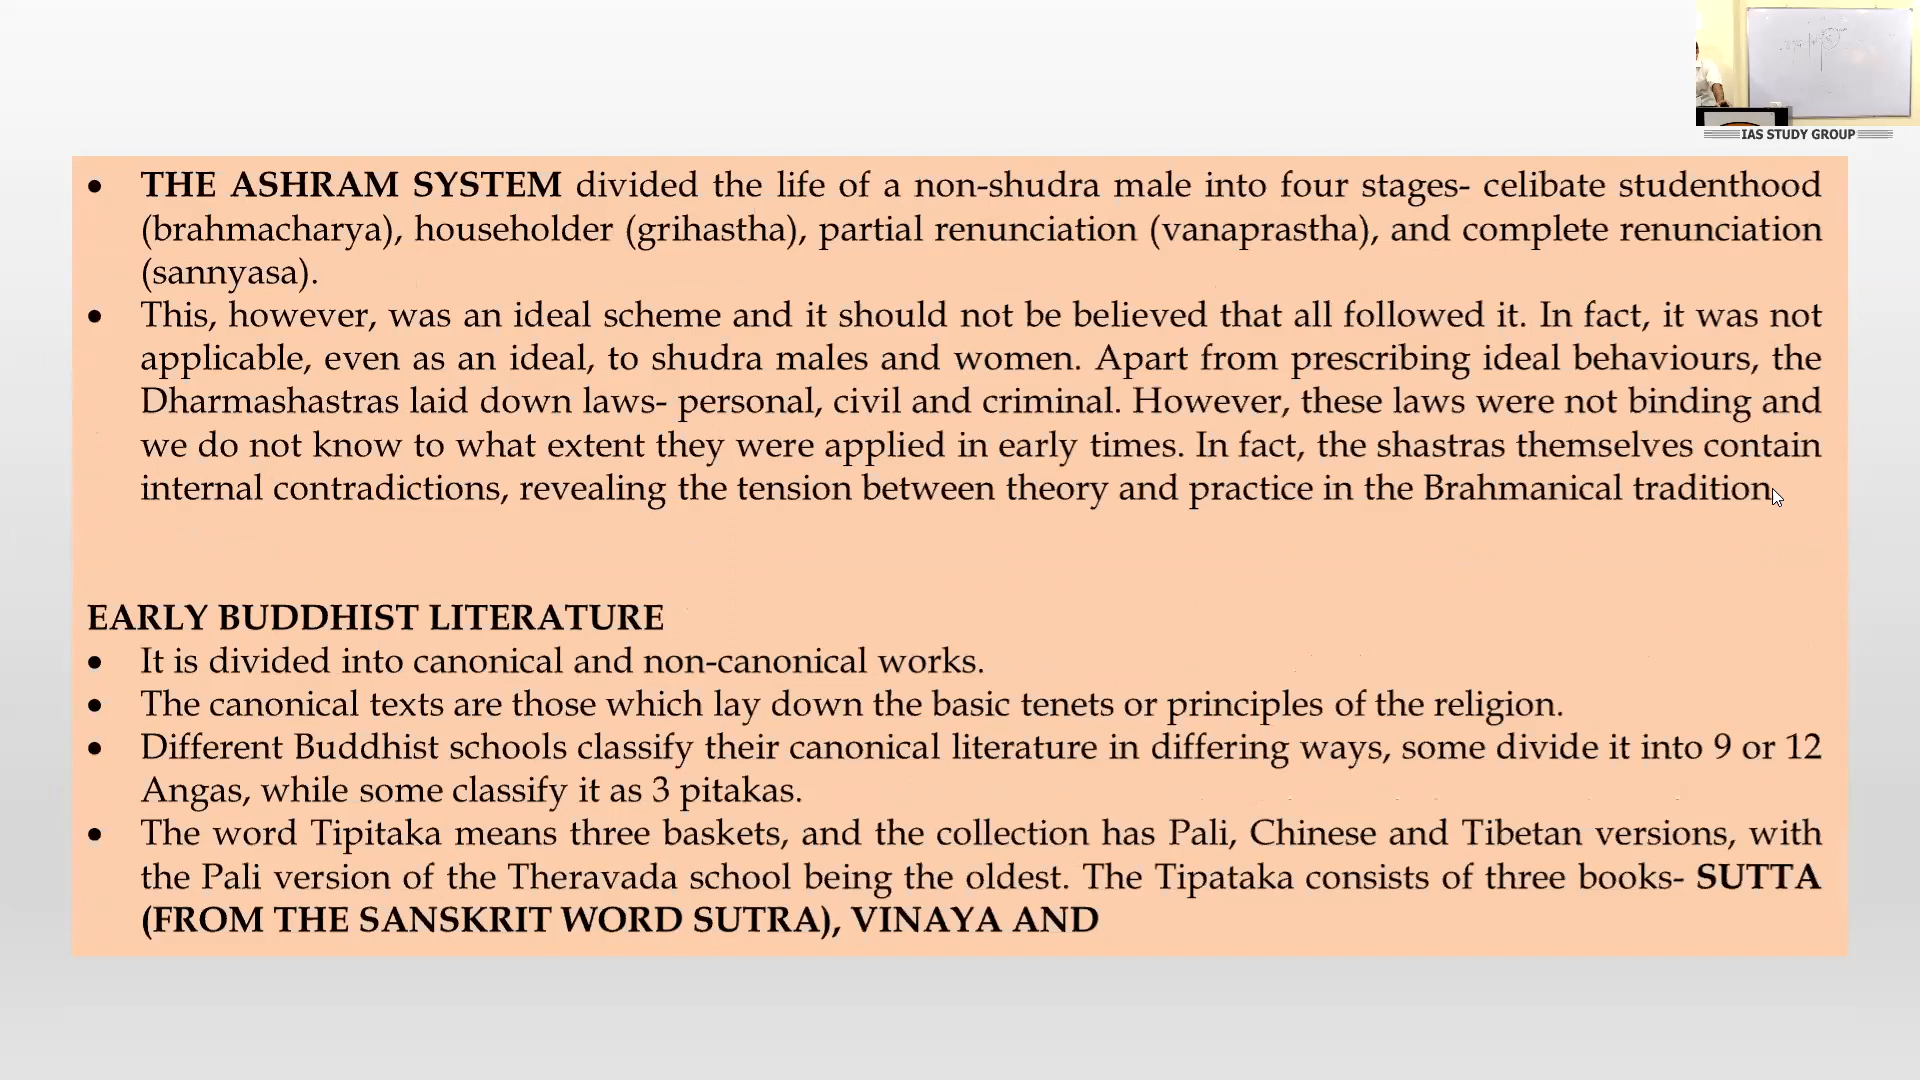 IAS STUDY GROUP
• THE ASHRAM SYSTEM divided the life of a non-shudra male into four stages- celibate studenthood
(brahmacharya), householder (grihastha), partial renunciation (vanaprastha), and complete renunciation
(sannyasa).
• This, however, was an ideal scheme and it should not be believed that all followed it. In fact, it was not
applicable, even as an ideal, to shudra males and women. Apart from prescribing ideal behaviours, the
Dharmashastras laid down laws- personal, civil and criminal. However, these laws were not binding and
we do not know to what extent they were applied in early times. In fact, the shastras themselves contain
internal contradictions, revealing the tension between theory and practice in the Brahmanical tradition.
EARLY BUDDHIST LITERATURE
• It is divided into canonical and non-canonical works.
• The canonical texts are those which lay down the basic tenets or principles of the religion.
• Different Buddhist schools classify their canonical literature in differing ways, some divide it into 9 or 12
Angas, while some classify it as 3 pitakas.
• The word Tipitaka means three baskets, and the collection has Pali, Chinese and Tibetan versions, with
the Pali version of the Theravada school being the oldest. The Tipataka consists of three books- SUTTA
(FROM THE SANSKRIT WORD SUTRA), VINAYA AND